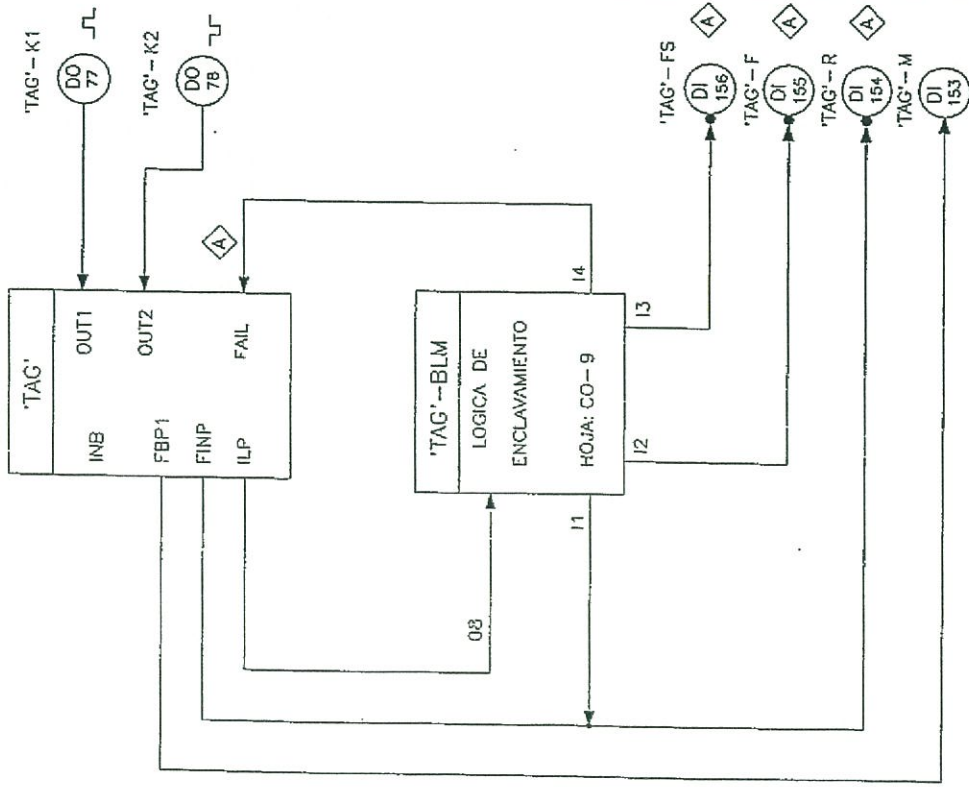 'TAG'-K1
DO
77
'TAG'-K2
DO
78
'TAG'
INB
OUT1
FBP1
OUT2
FINP
ILP
FAIL
A
'TAG'-BLM
LOGICA DE
ENCLAVAMIENTO
HOJA: CO-9
08
I1
I2
I3
I4
'TAG'-FS
DI
156
A
'TAG'-F
DI
155
A
'TAG'-R
DI
154
A
'TAG'-M
DI
153